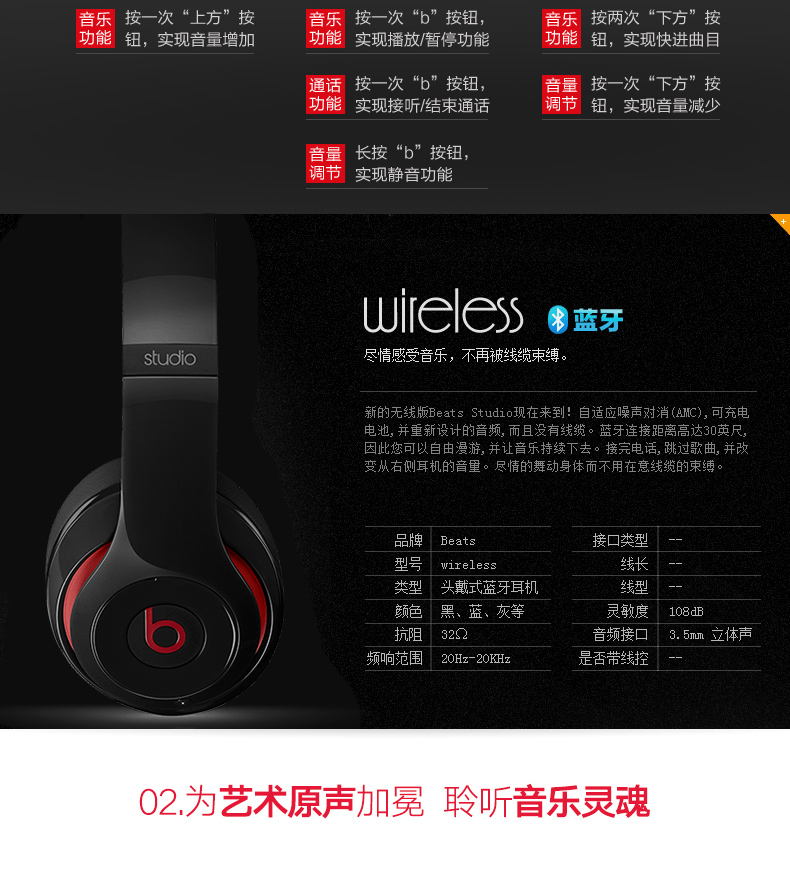 音乐功能 按一次“上方”按钮，实现音量增加
音乐功能 按一次“b”按钮，实现播放/暂停功能
音乐功能 按两次“下方”按钮，实现快进曲目
通话功能 按一次“b”按钮，实现接听/结束通话
音量调节 按一次“下方”按钮，实现音量减少
音量调节 长按“b”按钮，实现静音功能
studio
b
wireless 蓝牙
尽情感受音乐，不再被线缆束缚。
新的无线版Beats Studio现在来到！自适应噪声对消(AMC),可充电
电池,并重新设计的音频,而且没有线缆。蓝牙连接距离高达30英尺,
因此您可以自由漫游,并让音乐持续下去。接完电话,跳过歌曲,并改
变从右侧耳机的音量。尽情的舞动身体而不用在意线缆的束缚。
品牌 Beats
型号 wireless
类型 头戴式蓝牙耳机
颜色 黑、蓝、灰等
抗阻 32Ω
频响范围 20Hz-20KHz
接口类型 --
线长 --
线型 --
灵敏度 108dB
音频接口 3.5mm 立体声
是否带线控 --
02.为艺术原声加冕 聆听音乐灵魂